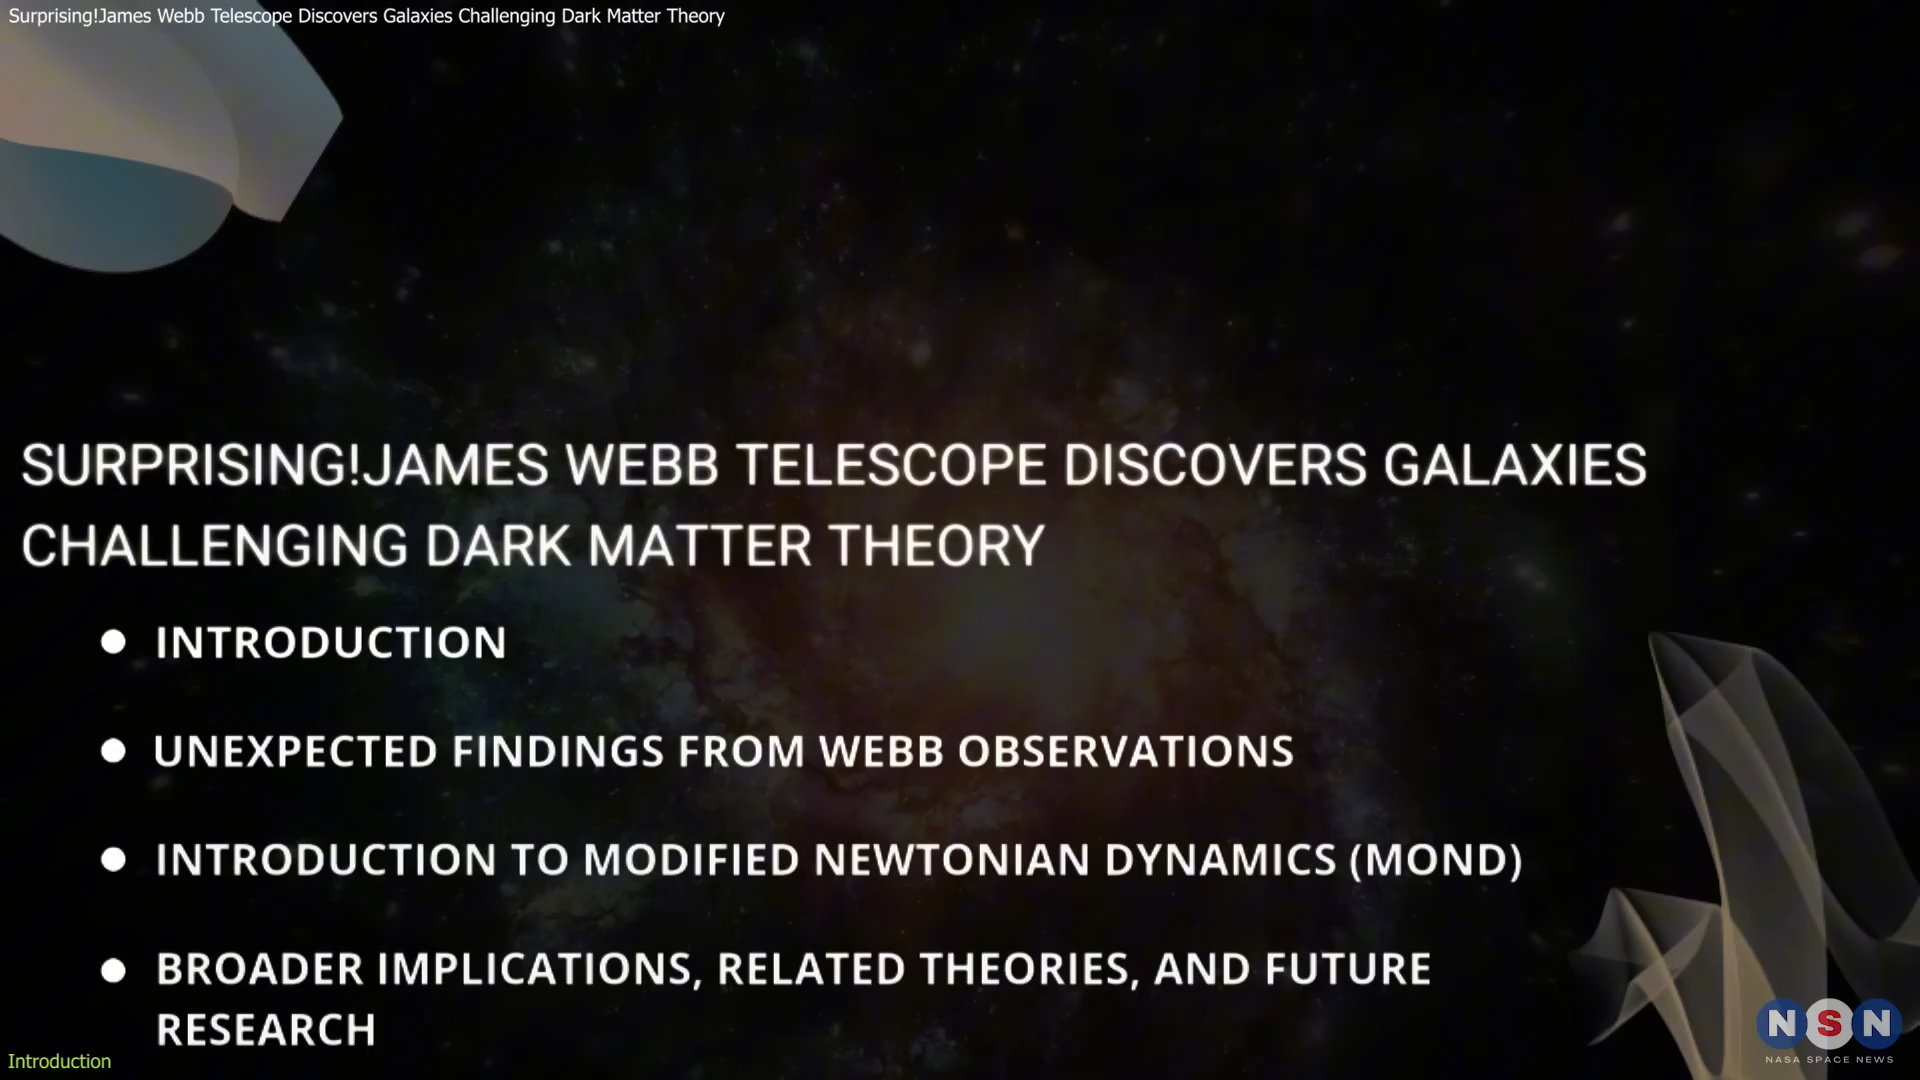 Surprising!James Webb Telescope Discovers Galaxies Challenging Dark Matter Theory
SURPRISING!JAMES WEBB TELESCOPE DISCOVERS GALAXIES
CHALLENGING DARK MATTER THEORY
● INTRODUCTION
● UNEXPECTED FINDINGS FROM WEBB OBSERVATIONS
● INTRODUCTION TO MODIFIED NEWTONIAN DYNAMICS (MOND)
● BROADER IMPLICATIONS, RELATED THEORIES, AND FUTURE
RESEARCH
Introduction
NSN
NASA SPACE NEWS